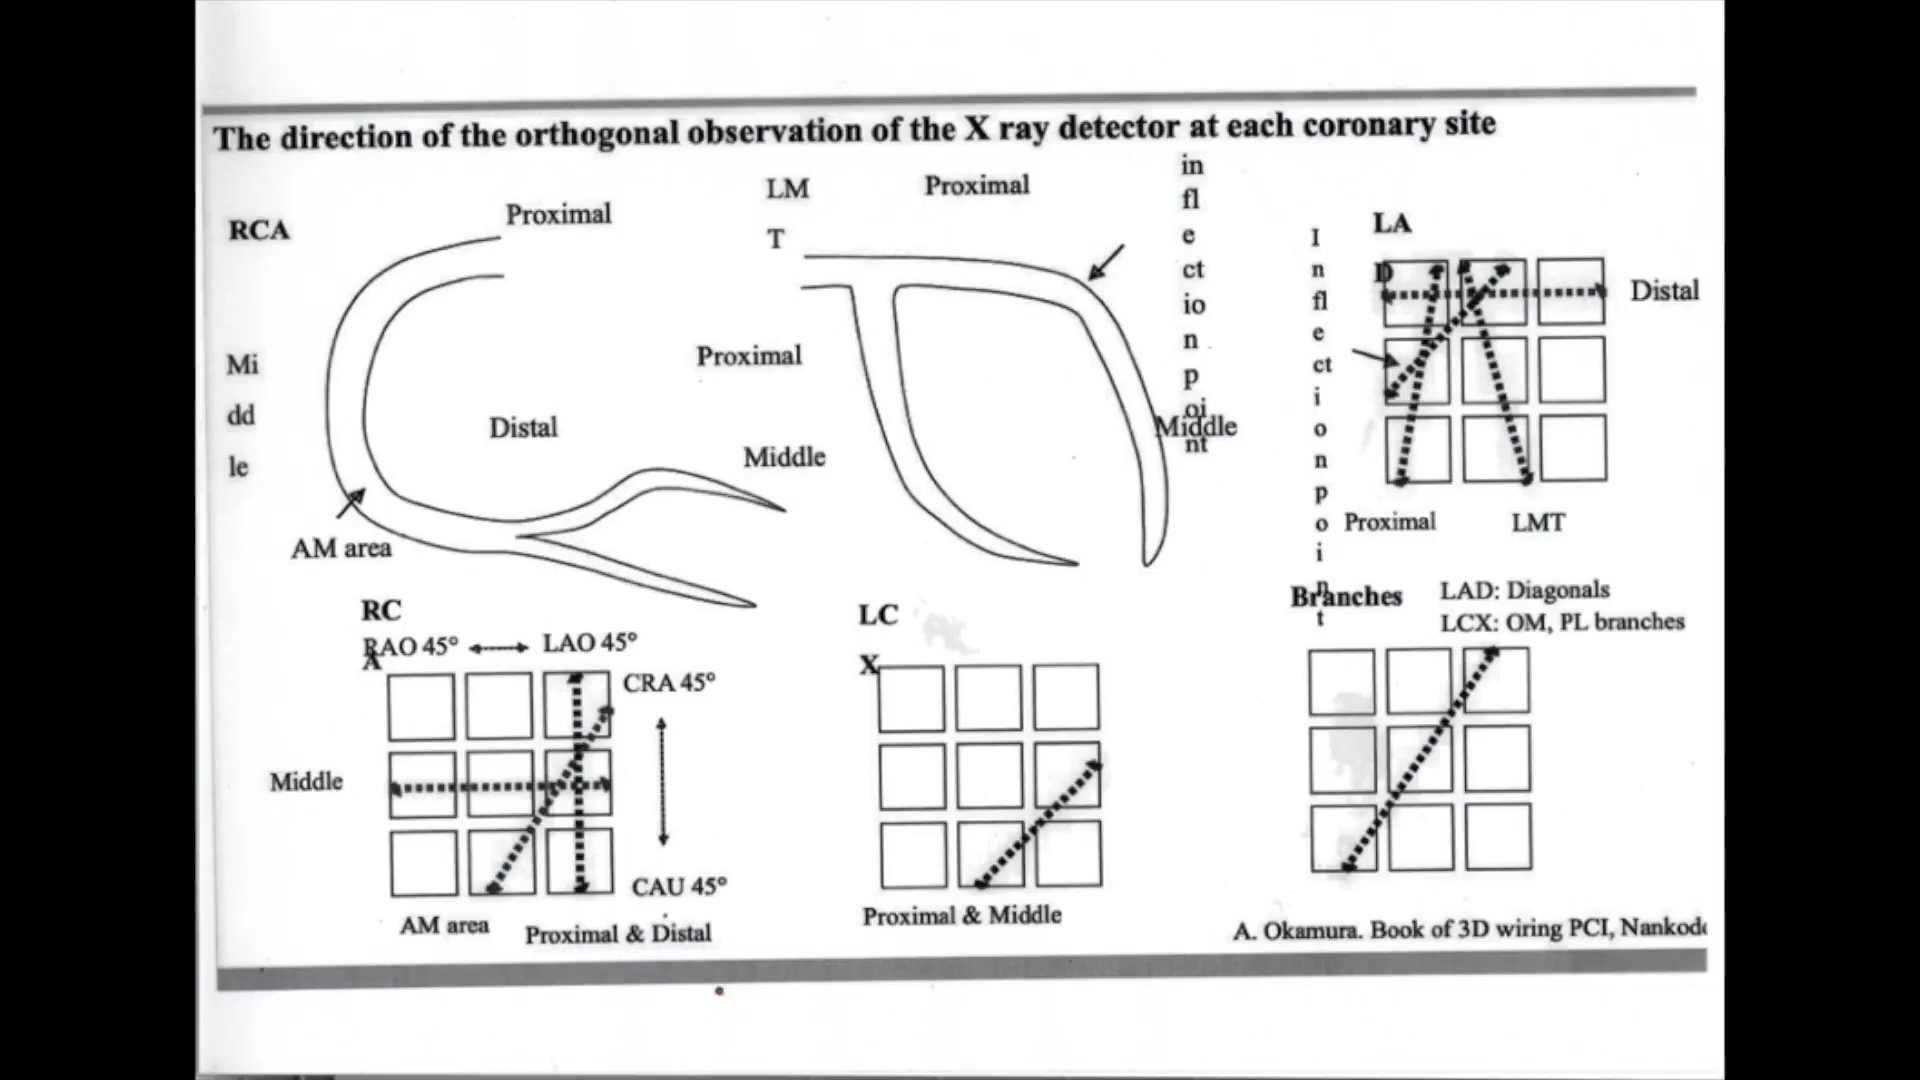 The direction of the orthogonal observation of the X ray detector at each coronary site
RCA
Proximal
Mi
dd
le
Distal
AM area
LM
T
Proximal
in
fl
e
ct
io
n
p
oi
nt
Proximal
Middle
Middle
I
n
fl
e
ct
i
o
n
p
o
i
n
t
LA
D
Distal
Proximal
LMT
RC
A
RAO 45° LAO 45°
CRA 45°
Middle
CAU 45°
AM area
Proximal & Distal
LC
X
Proximal & Middle
Branches
LAD: Diagonals
LCX: OM, PL branches
A. Okamura. Book of 3D wiring PCI, Nankodo